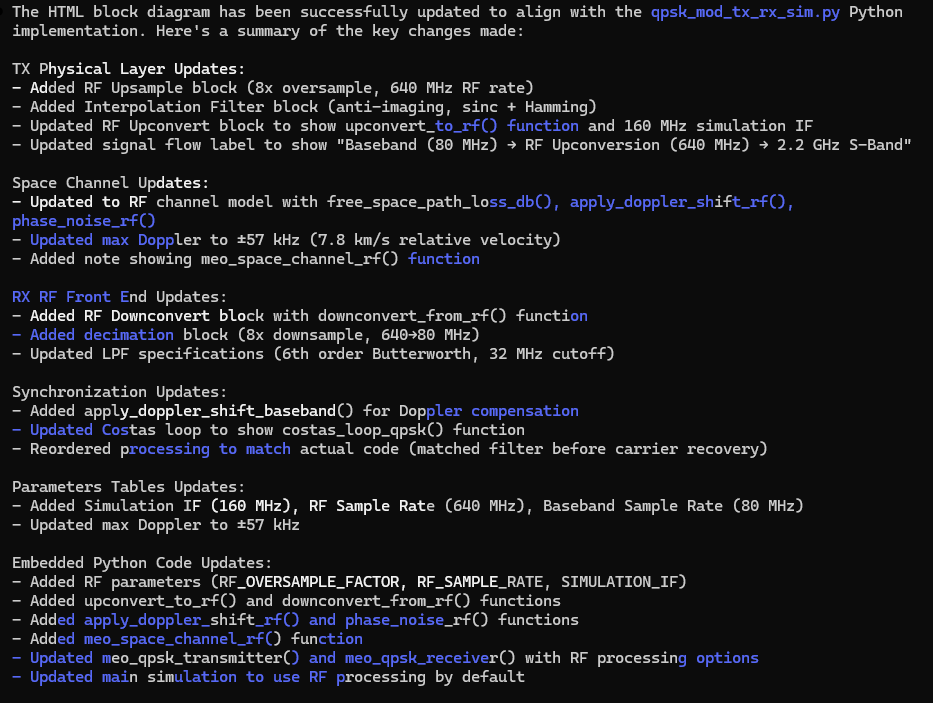 The HTML block diagram has been successfully updated to align with the qpsk_mod_tx_rx_sim.py Python
implementation. Here's a summary of the key changes made:
TX Physical Layer Updates:
- Added RF Upsample block (8x oversample, 640 MHz RF rate)
- Added Interpolation Filter block (anti-imaging, sinc + Hamming)
- Updated RF Upconvert block to show upconvert_to_rf() function and 160 MHz simulation IF
- Updated signal flow label to show "Baseband (80 MHz) → RF Upconversion (640 MHz) → 2.2 GHz S-Band"
Space Channel Updates:
- Updated to RF channel model with free_space_path_loss_db(), apply_doppler_shift_rf(),
phase_noise_rf()
- Updated max Doppler to ±57 kHz (7.8 km/s relative velocity)
- Added note showing meo_space_channel_rf() function
RX RF Front End Updates:
- Added RF Downconvert block with downconvert_from_rf() function
- Added decimation block (8x downsample, 640→80 MHz)
- Updated LPF specifications (6th order Butterworth, 32 MHz cutoff)
Synchronization Updates:
- Added apply_doppler_shift_baseband() for Doppler compensation
- Updated Costas loop to show costas_loop_qpsk() function
- Reordered processing to match actual code (matched filter before carrier recovery)
Parameters Tables Updates:
- Added Simulation IF (160 MHz), RF Sample Rate (640 MHz), Baseband Sample Rate (80 MHz)
- Updated max Doppler to ±57 kHz
Embedded Python Code Updates:
- Added RF parameters (RF_OVERSAMPLE_FACTOR, RF_SAMPLE_RATE, SIMULATION_IF)
- Added upconvert_to_rf() and downconvert_from_rf() functions
- Added apply_doppler_shift_rf() and phase_noise_rf() functions
- Added meo_space_channel_rf() function
- Updated meo_qpsk_transmitter() and meo_qpsk_receiver() with RF processing options
- Updated main simulation to use RF processing by default